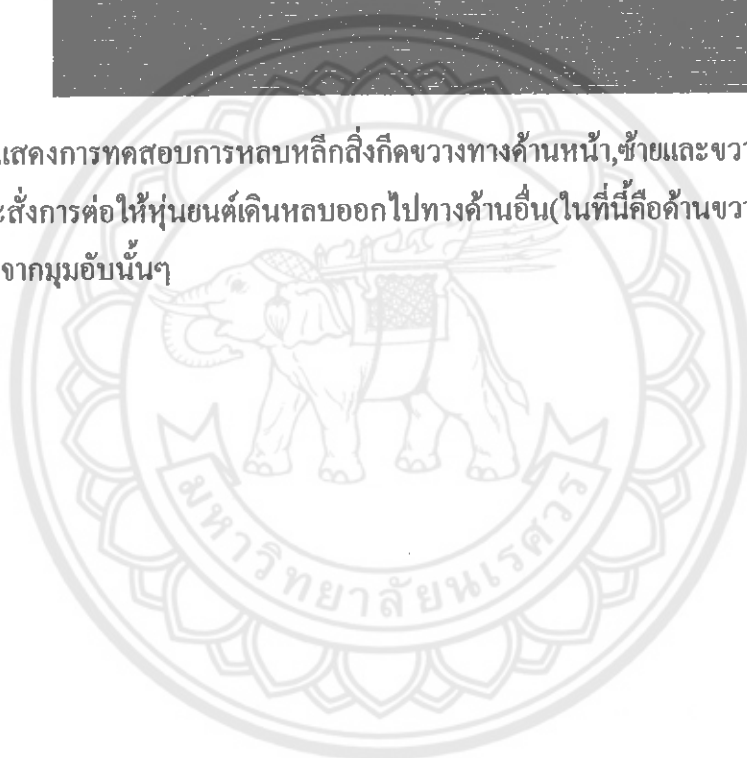 แสดงการทดสอบการหลบหลีกสิ่งกีดขวางทางด้านหน้า,ซ้ายและขวา
ะสั่งการต่อให้หุ่นยนต์เดินหลบออกไปทางด้านอื่น(ในที่นี้คือด้านขวา
จากมุมอับนั้นๆ
มหาวิทยาลัยนเรศวร